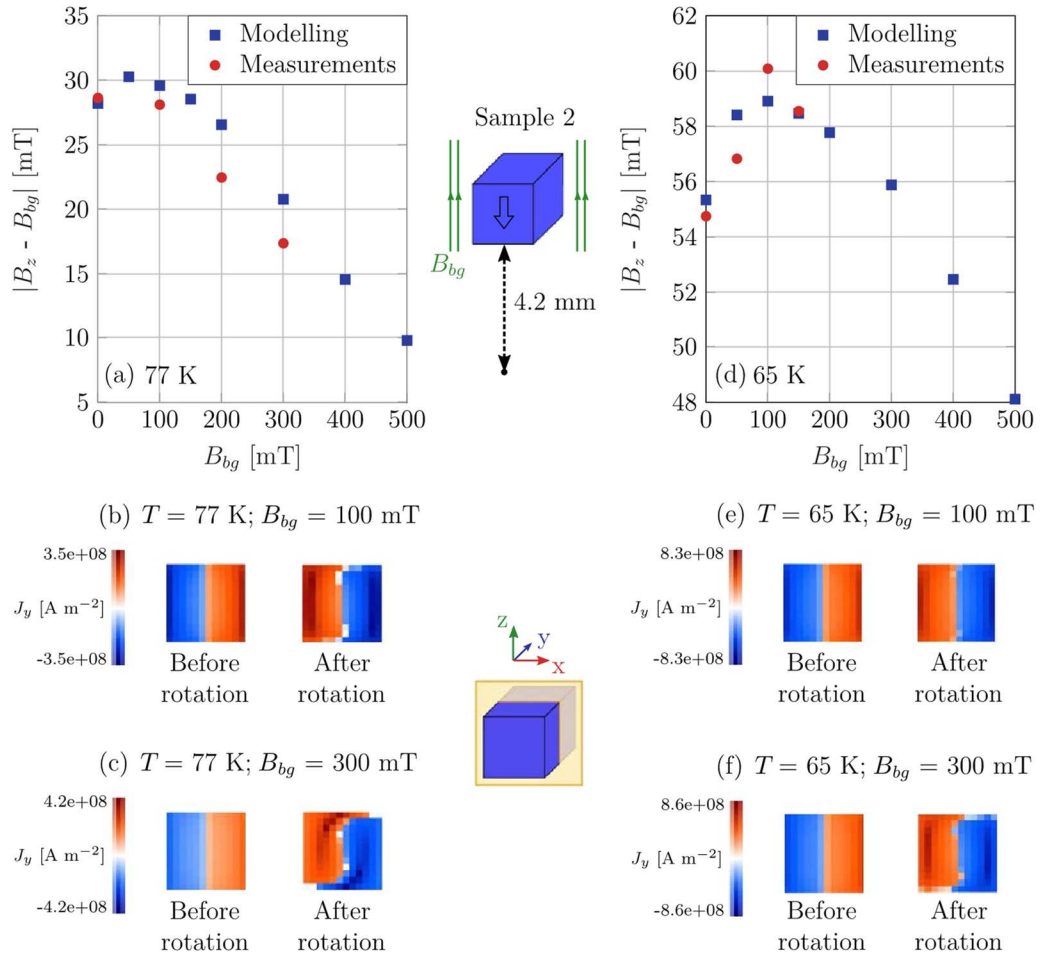 35
30
25
20
15
10
5
|B_z - B_bg| [mT]
Modelling
Measurements
(a) 77 K
0 100 200 300 400 500
B_bg [mT]
Sample 2
B_bg
4.2 mm
62
60
58
56
54
52
50
48
|B_z - B_bg| [mT]
Modelling
Measurements
(d) 65 K
0 100 200 300 400 500
B_bg [mT]
(b) T = 77 K; B_bg = 100 mT
3.5e+08
J_y [A m⁻²]
-3.5e+08
Before
rotation
After
rotation
(e) T = 65 K; B_bg = 100 mT
8.3e+08
J_y [A m⁻²]
-8.3e+08
Before
rotation
After
rotation
z
y
x
(c) T = 77 K; B_bg = 300 mT
4.2e+08
J_y [A m⁻²]
-4.2e+08
Before
rotation
After
rotation
(f) T = 65 K; B_bg = 300 mT
8.6e+08
J_y [A m⁻²]
-8.6e+08
Before
rotation
After
rotation